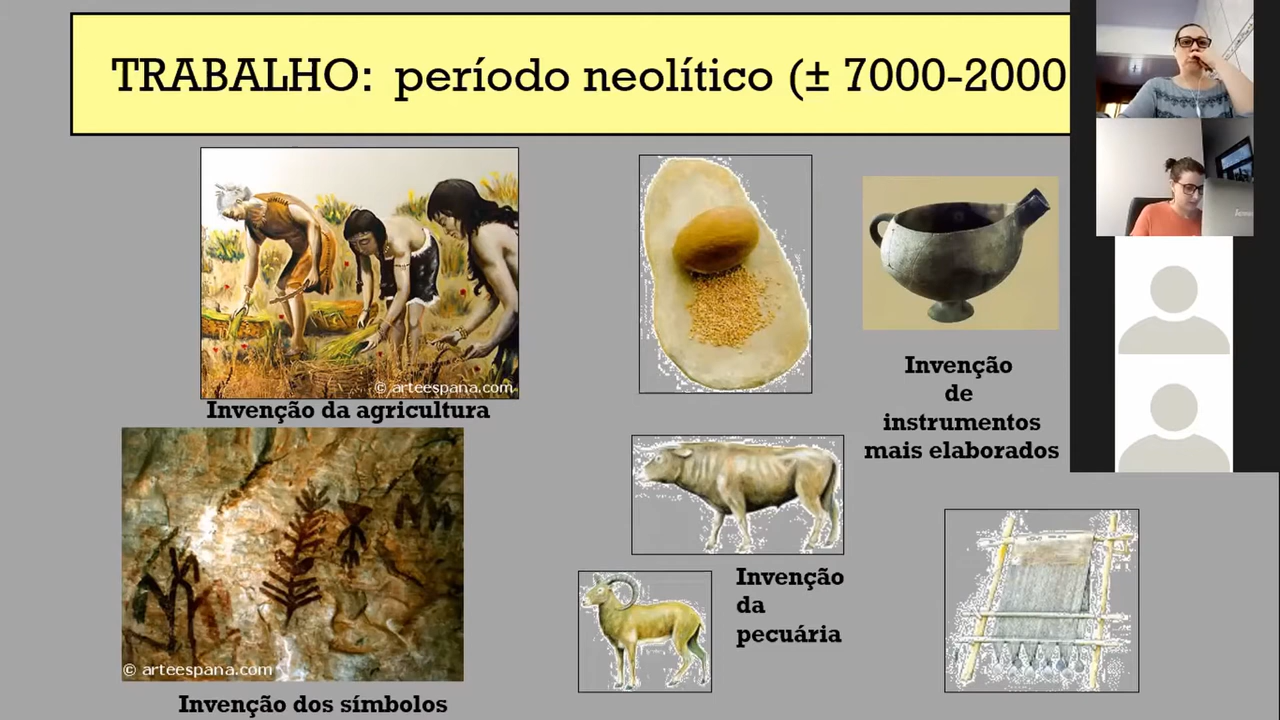 TRABALHO: período neolítico (± 7000-2000
© arteespana.com
Invenção da agricultura
Invenção
de
instrumentos
mais elaborados
Invenção
da
pecuária
© arteespana.com
Invenção dos símbolos